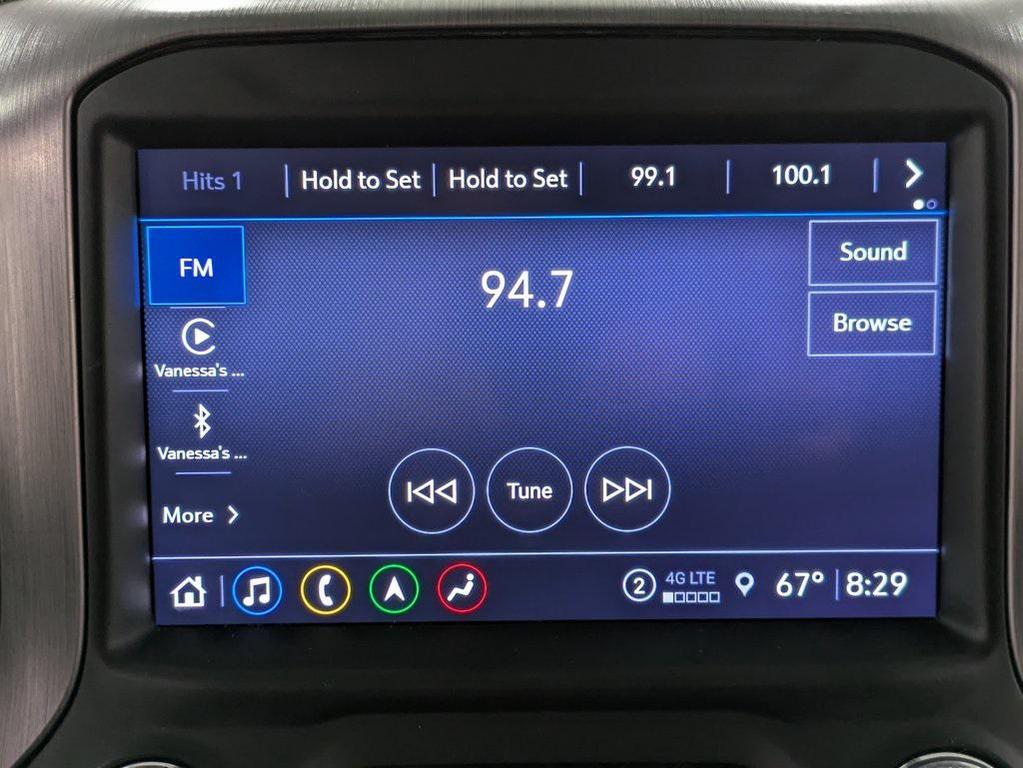 Hits 1
Hold to Set
Hold to Set
99.1
100.1
FM
94.7
Sound
Browse
Vanessa's ...
Vanessa's ...
More
Tune
2
4G LTE
67°
8:29